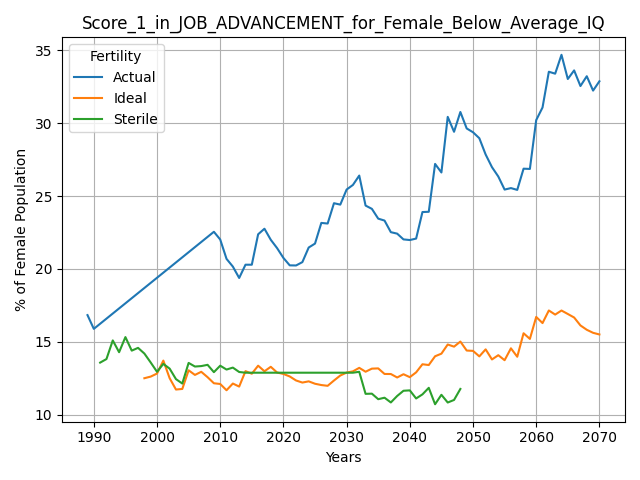 Score_1_in_JOB_ADVANCEMENT_for_Female_Below_Average_IQ
Fertility
Actual
Ideal
Sterile
% of Female Population
35
30
25
20
15
10
1990 2000 2010 2020 2030 2040 2050 2060 2070
Years